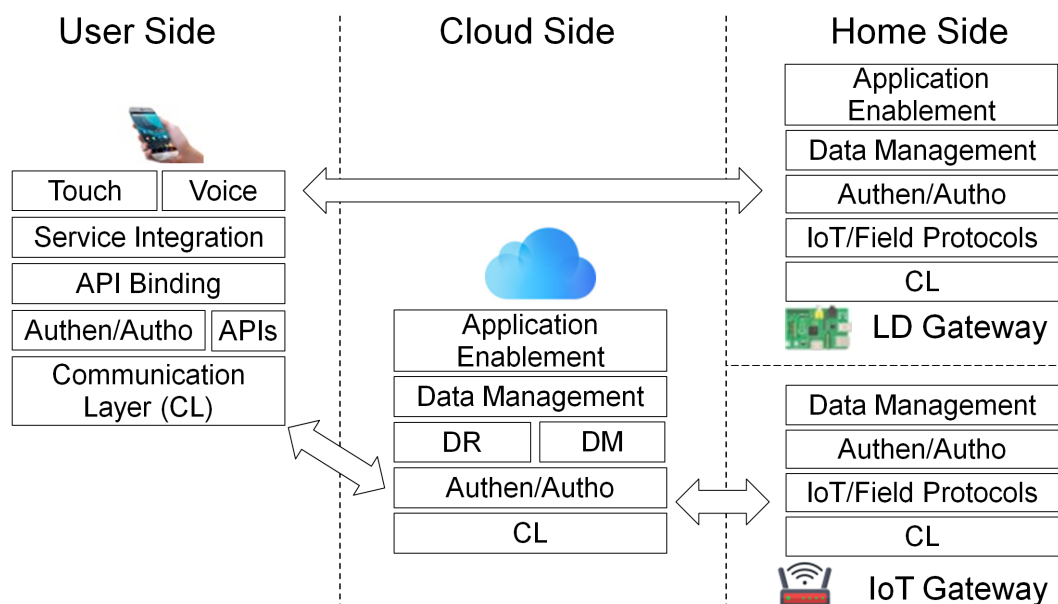 User Side
Touch
Voice
Service Integration
API Binding
Authen/Autho
APIs
Communication
Layer (CL)
Cloud Side
Application
Enablement
Data Management
DR
DM
Authen/Autho
CL
Home Side
Application
Enablement
Data Management
Authen/Autho
IoT/Field Protocols
CL
LD Gateway
Data Management
Authen/Autho
IoT/Field Protocols
CL
IoT Gateway